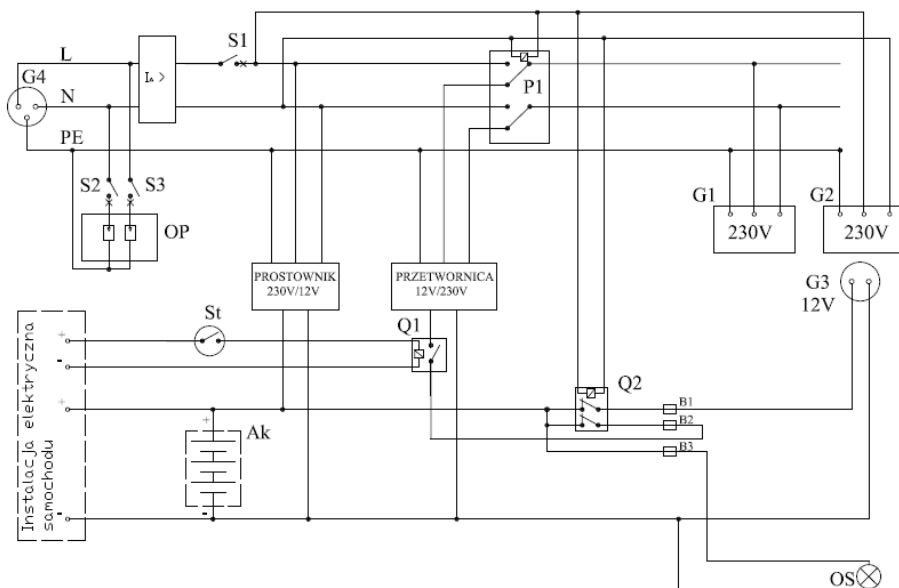 L
S1
G4
N
I▵ >
P1
PE
S2
S3
OP
G1
G2
230V
230V
PROSTOWNIK
230V/12V
PRZETWORNICA
12V/230V
G3
12V
St
Q1
Instalacja elektryczna
samochodu
+
-
+
-
+
Ak
-
Q2
B1
B2
B3
OS